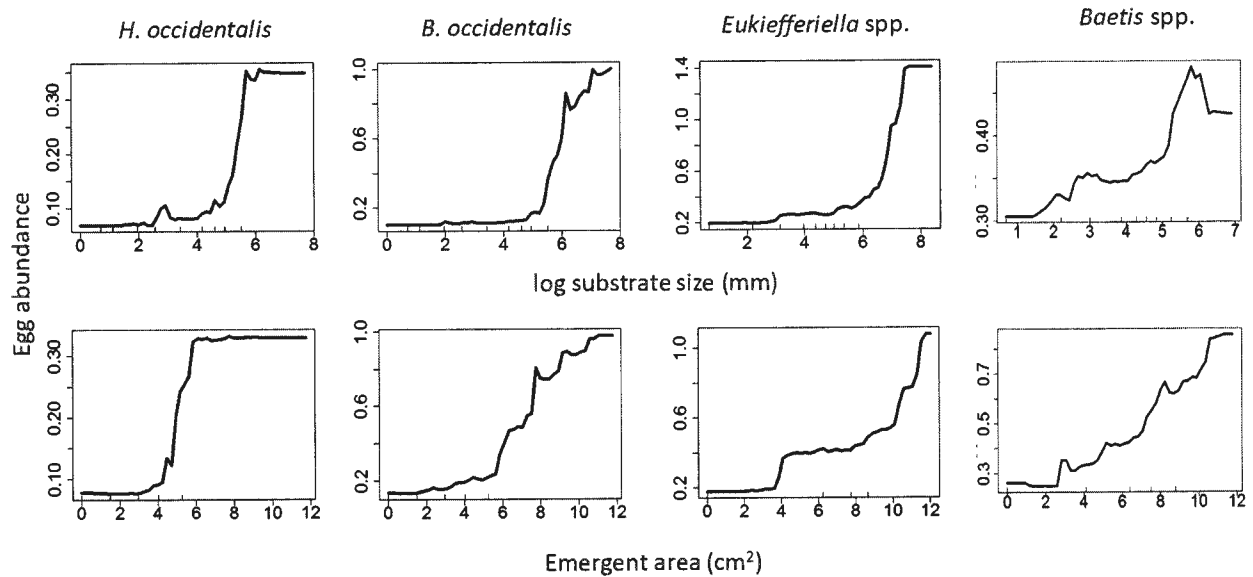 H. occidentalis B. occidentalis Eukiefferiella spp. Baetis spp.
Egg abundance
0.30
0.20
0.10
0 2 4 6 8
1.0
0.6
0.2
0 2 4 6 8
1.4
1.0
0.6
0.2
2 4 6 8
0.40
0.30
1 2 3 4 5 6 7
log substrate size (mm)
0.30
0.20
0.10
0 2 4 6 8 10 12
1.0
0.6
0.2
0 2 4 6 8 10 12
1.0
0.6
0.2
0 2 4 6 8 10 12
0.7
0.5
0.3
0 2 4 6 8 10 12
Emergent area (cm²)